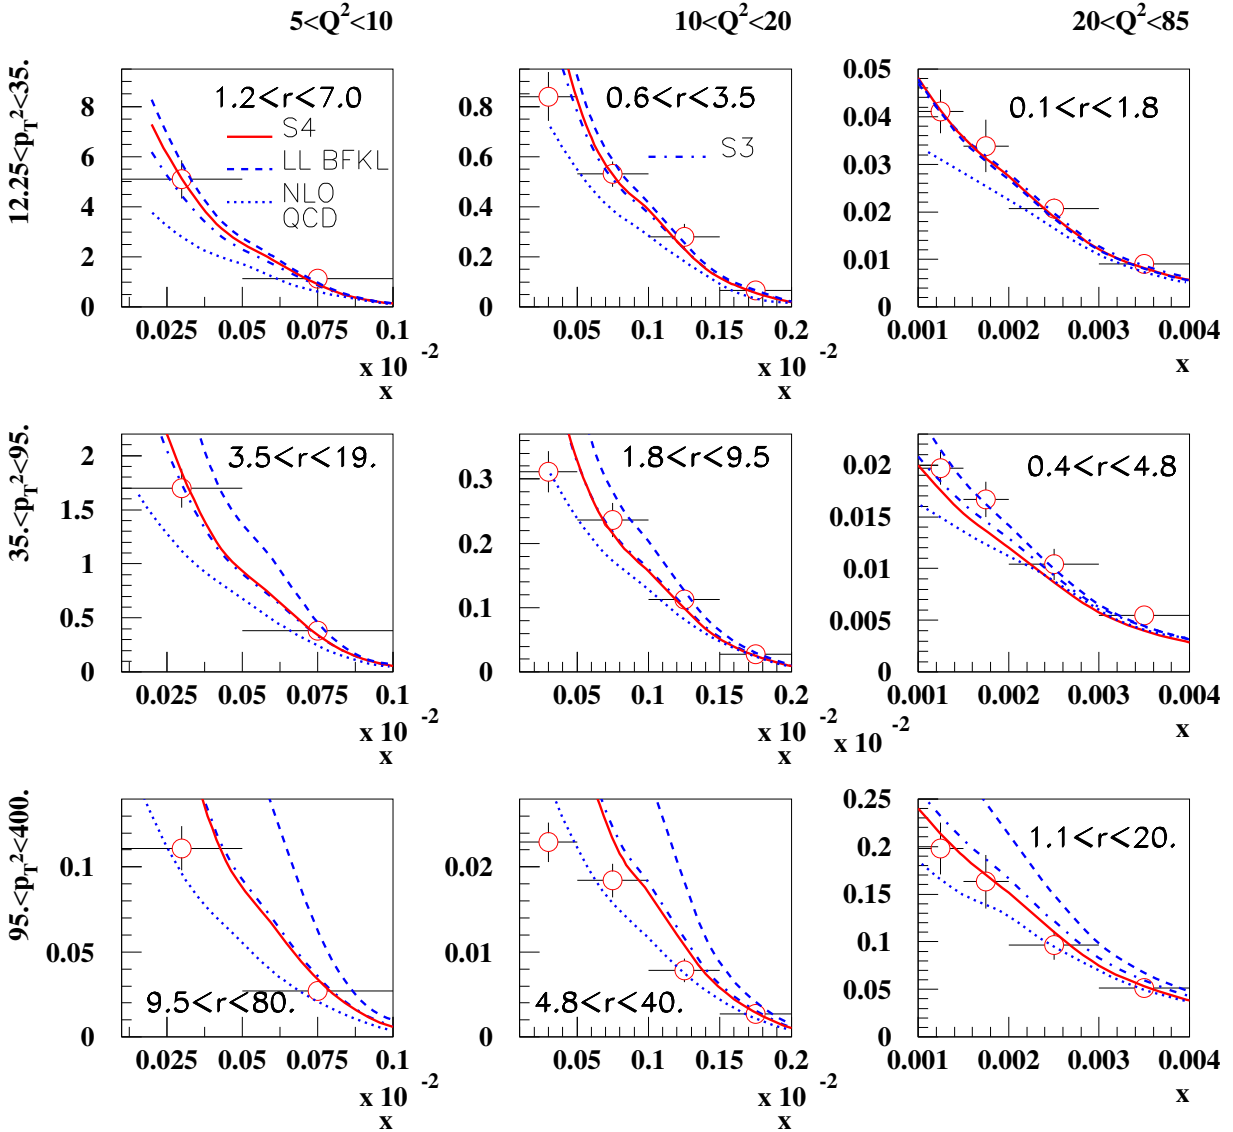 5<Q²<10
10<Q²<20
20<Q²<85
12.25<p_T²<35.
1.2<r<7.0
S4
LL BFKL
NLO
QCD
8
6
4
2
0
0.025 0.05 0.075 0.1
x 10⁻²
x
0.6<r<3.5
S3
0.8
0.6
0.4
0.2
0
0.05 0.1 0.15 0.2
x 10⁻²
x
0.1<r<1.8
0.05
0.04
0.03
0.02
0.01
0
0.001 0.002 0.003 0.004
x
35.<p_T²<95.
3.5<r<19.
2
1.5
1
0.5
0
0.025 0.05 0.075 0.1
x 10⁻²
x
1.8<r<9.5
0.3
0.2
0.1
0
0.05 0.1 0.15 0.2
x 10⁻²
x
0.4<r<4.8
0.02
0.015
0.01
0.005
0
0.001 0.002 0.003 0.004
x 10⁻²
x
95.<p_T²<400.
0.1
0.05
0
9.5<r<80.
0.025 0.05 0.075 0.1
x 10⁻²
x
0.02
0.01
0
4.8<r<40.
0.05 0.1 0.15 0.2
x 10⁻²
x
1.1<r<20.
0.25
0.2
0.15
0.1
0.05
0
0.001 0.002 0.003 0.004
x